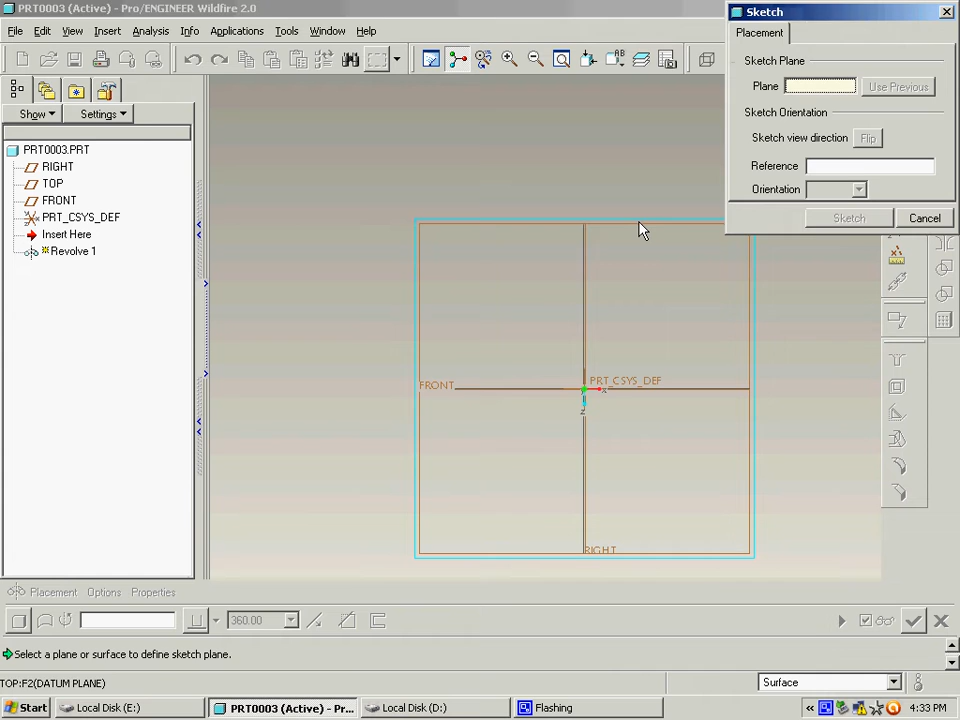 PRT0003 (Active) - Pro/ENGINEER Wildfire 2.0
File Edit View Insert Analysis Info Applications Tools Window Help
Show Settings
PRT0003.PRT
RIGHT
TOP
FRONT
PRT_CSYS_DEF
Insert Here
Revolve 1
Sketch
Placement
Sketch Plane
Plane Use Previous
Sketch Orientation
Sketch view direction Flip
Reference
Orientation
Sketch Cancel
FRONT
PRT_CSYS_DEF
X
Z
RIGHT
Placement Options Properties
360.00
Select a plane or surface to define sketch plane.
TOP:F2(DATUM PLANE)
Surface
Start Local Disk (E:) PRT0003 (Active) - Pr... Local Disk (D:) Flashing « 4:33 PM